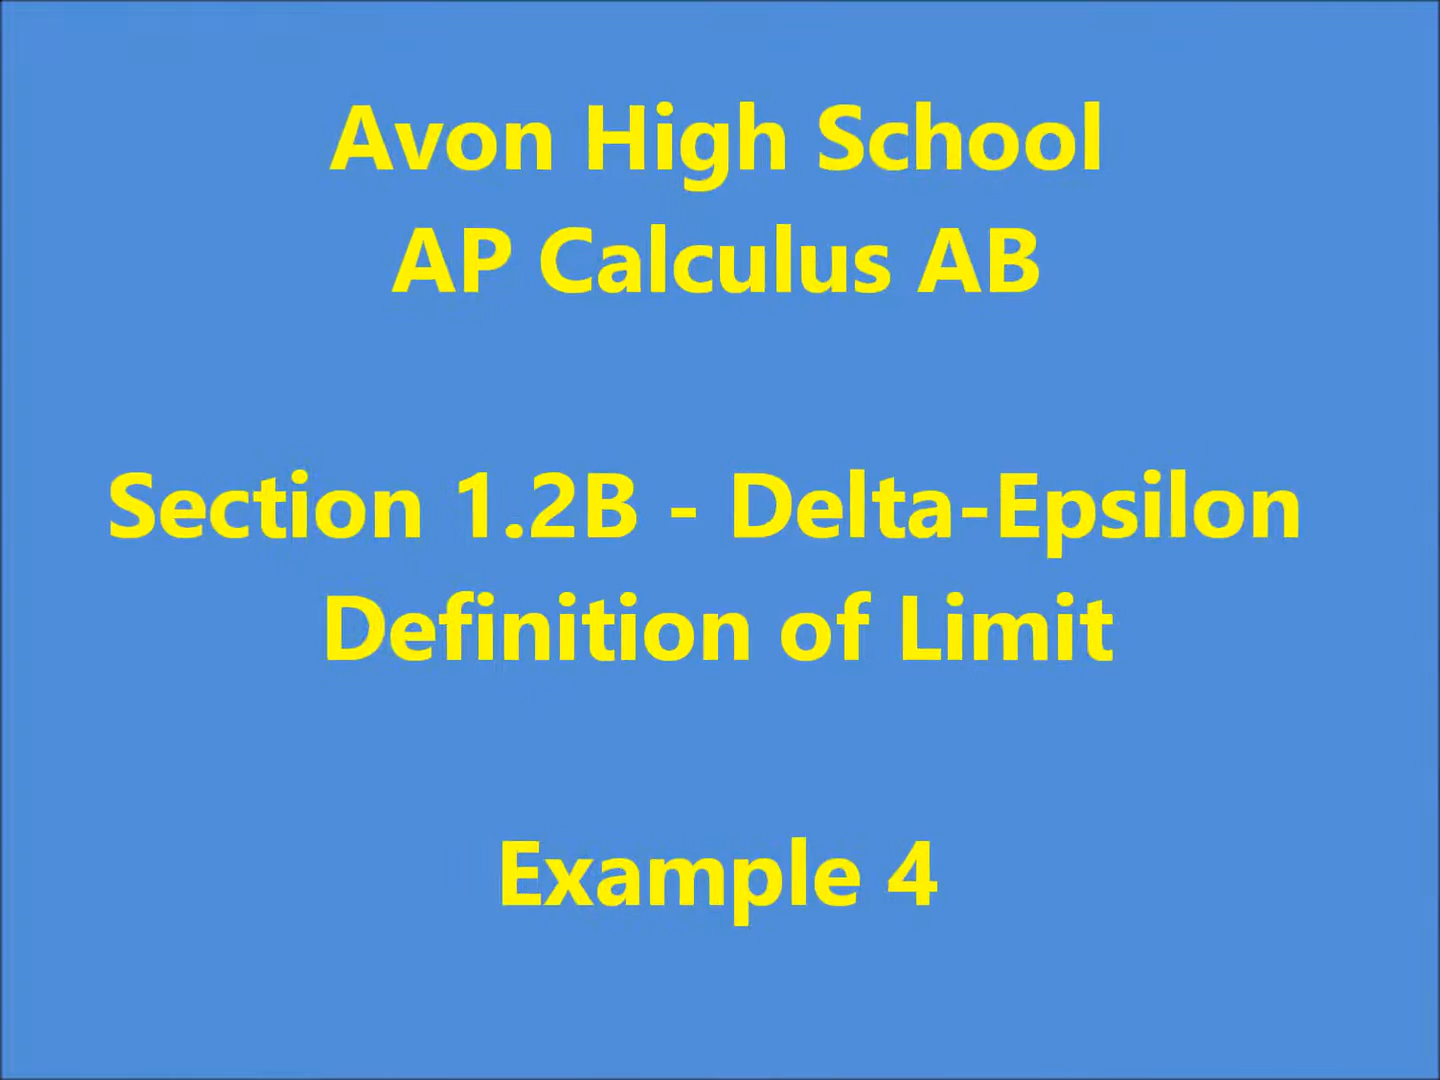 Avon High School
AP Calculus AB
Section 1.2B - Delta-Epsilon
Definition of Limit
Example 4